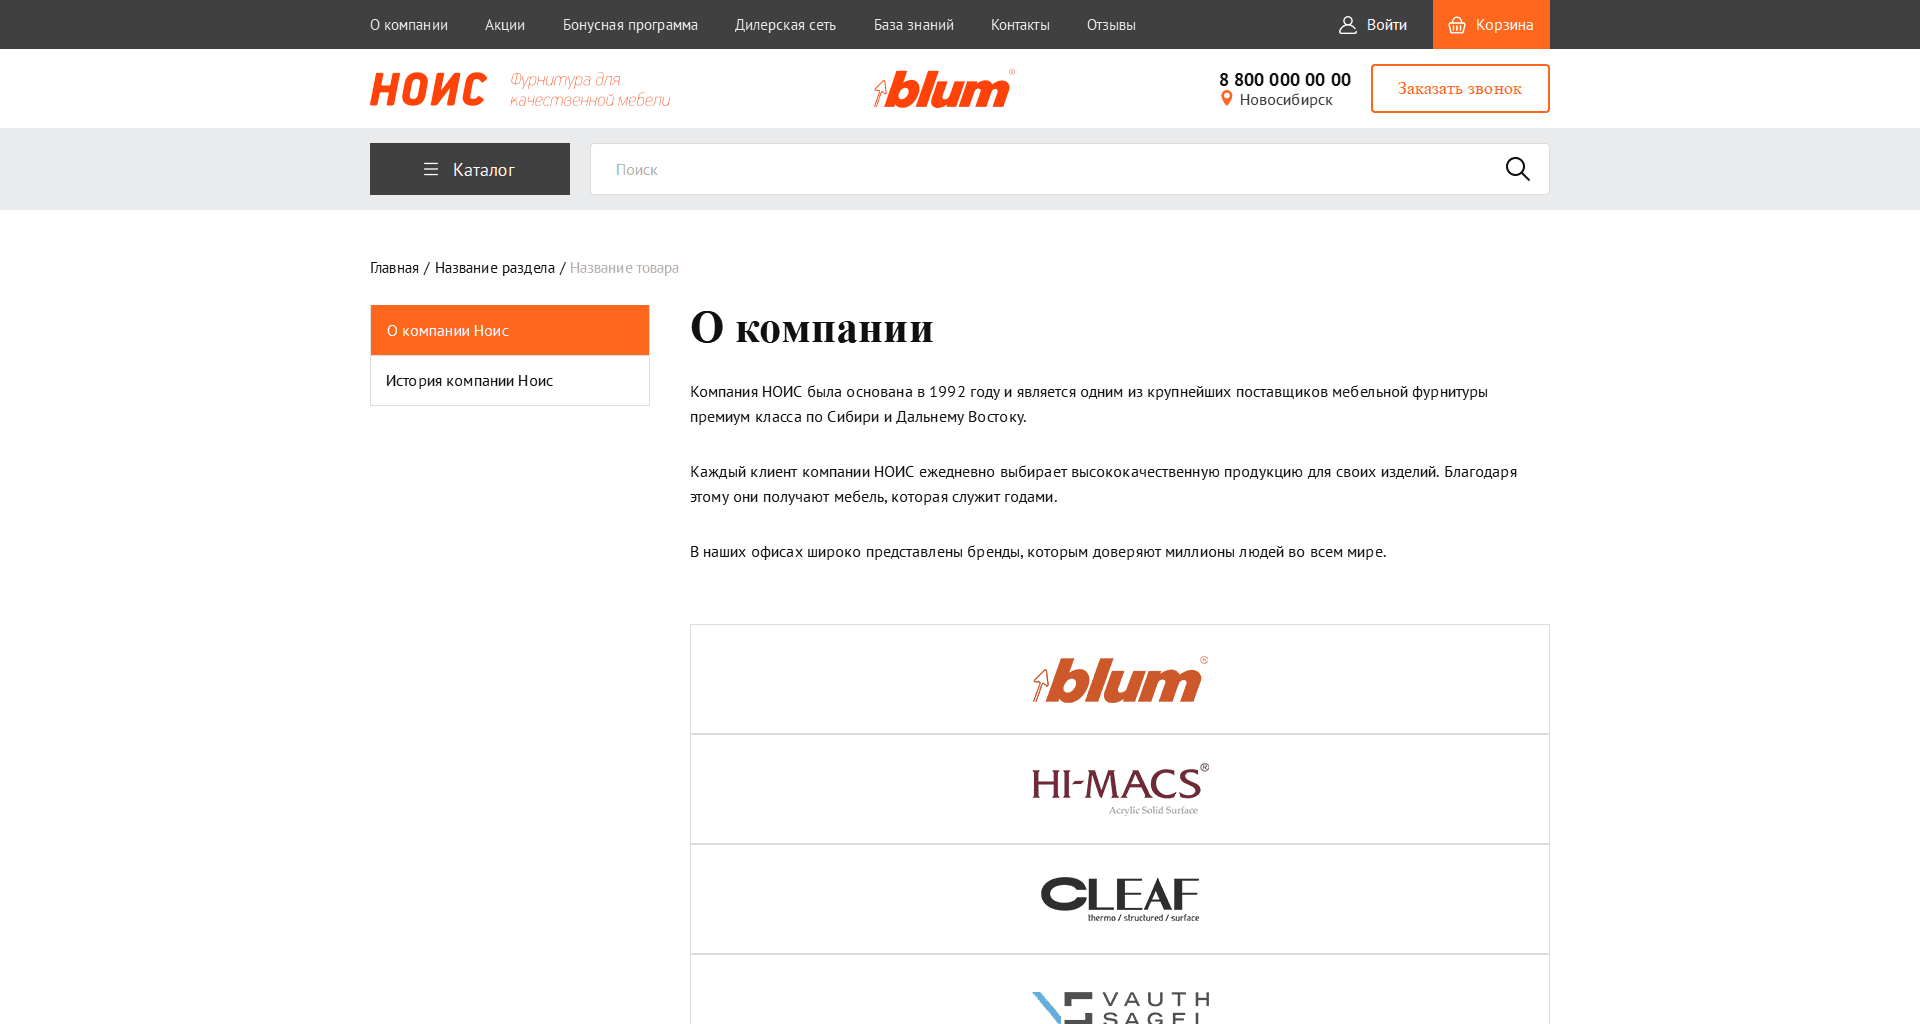 О компании Акции Бонусная программа Дилерская сеть База знаний Контакты Отзывы Войти Корзина
НОИС
Фурнитура для
качественной мебели
blum®
8 800 000 00 00
Новосибирск
Заказать звонок
Каталог
Поиск
Главная / Название раздела / Название товара
О компании Ноис
История компании Ноис
О компании
Компания НОИС была основана в 1992 году и является одним из крупнейших поставщиков мебельной фурнитуры
премиум класса по Сибири и Дальнему Востоку.
Каждый клиент компании НОИС ежедневно выбирает высококачественную продукцию для своих изделий. Благодаря
этому они получают мебель, которая служит годами.
В наших офисах широко представлены бренды, которым доверяют миллионы людей во всем мире.
blum®
HI-MACS®
Acrylic Solid Surface
CLEAF
thermo / structured / surface
VAUTH
SAGEL